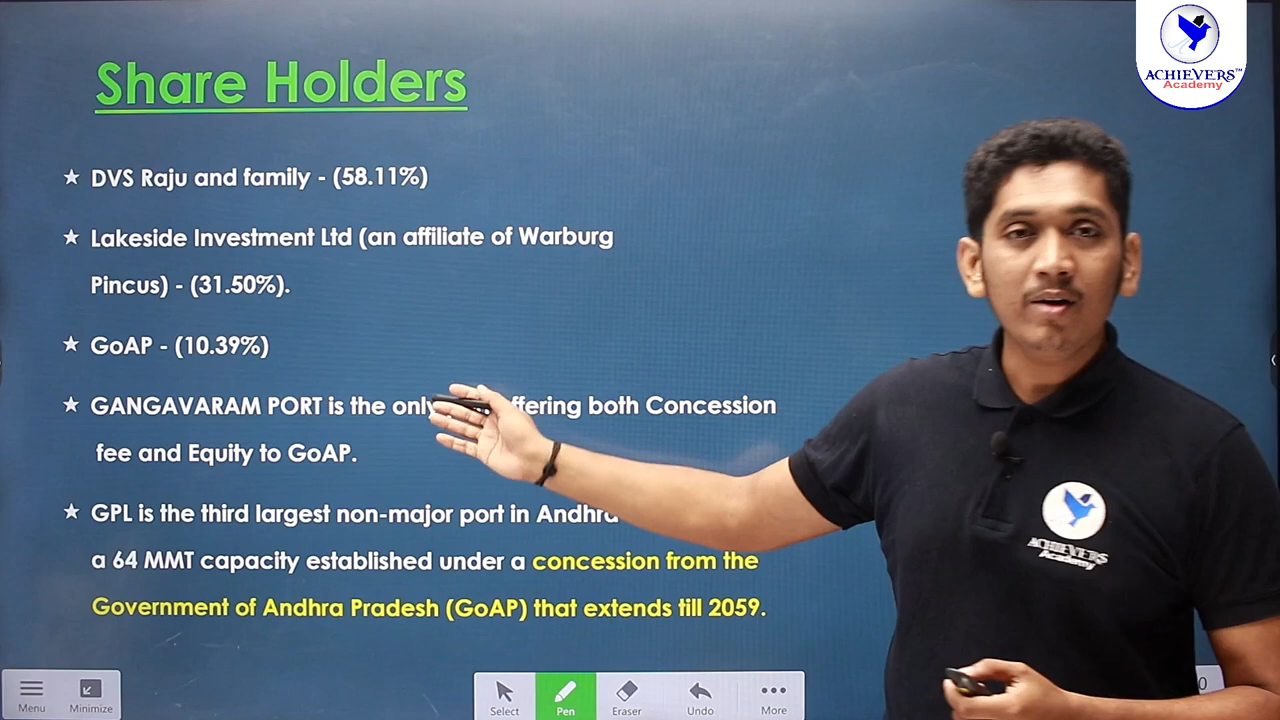 ACHIEVERS™
Academy
Share Holders
★ DVS Raju and family - (58.11%)
★ Lakeside Investment Ltd (an affiliate of Warburg
Pincus) - (31.50%).
★ GoAP - (10.39%)
★ GANGAVARAM PORT is the only ffering both Concession
fee and Equity to GoAP.
★ GPL is the third largest non-major port in Andhra
a 64 MMT capacity established under a concession from the
Government of Andhra Pradesh (GoAP) that extends till 2059.
ACHIEVERS
Academy
Menu
Minimize
Select
Pen
Eraser
Undo
More